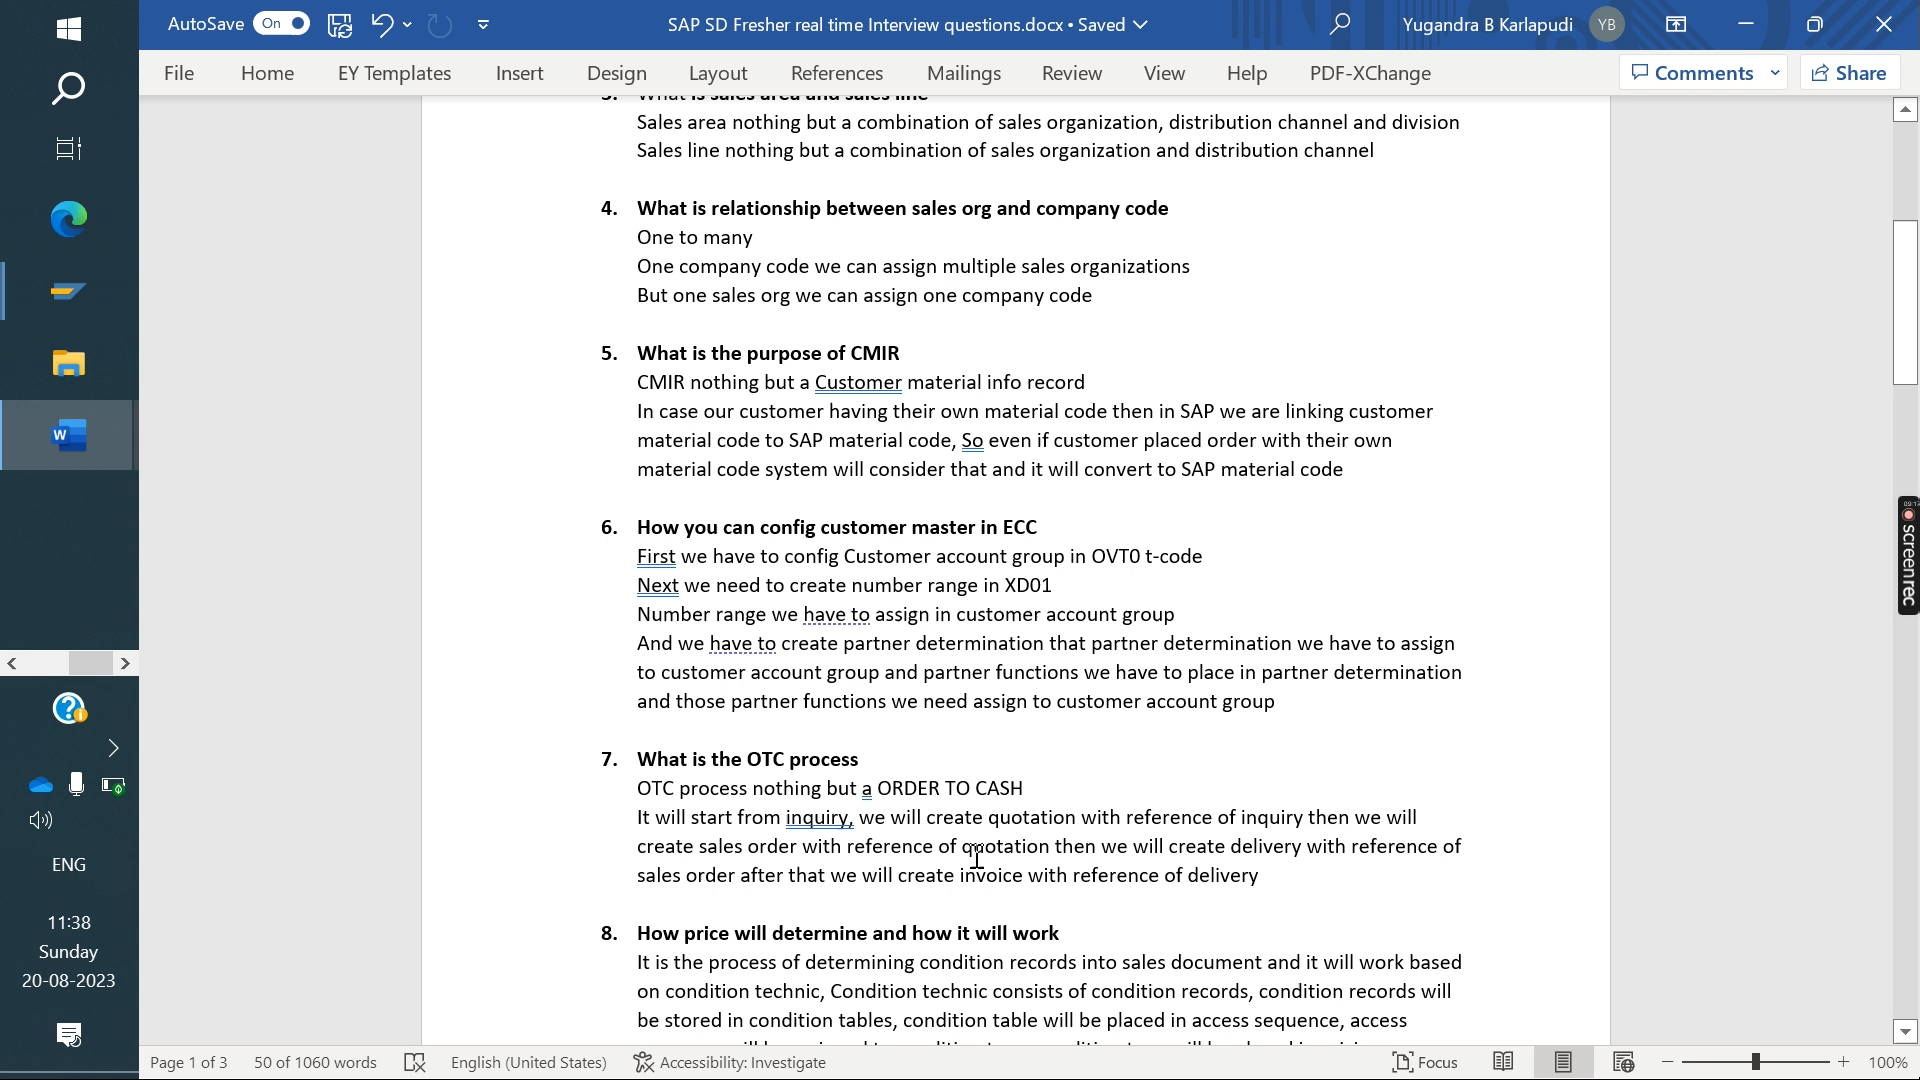 AutoSave On
SAP SD Fresher real time Interview questions.docx • Saved
Yugandra B Karlapudi YB
File Home EY Templates Insert Design Layout References Mailings Review View Help PDF-XChange Comments Share
3. What is sales area and sales line
Sales area nothing but a combination of sales organization, distribution channel and division
Sales line nothing but a combination of sales organization and distribution channel
4. What is relationship between sales org and company code
One to many
One company code we can assign multiple sales organizations
But one sales org we can assign one company code
5. What is the purpose of CMIR
CMIR nothing but a Customer material info record
In case our customer having their own material code then in SAP we are linking customer
material code to SAP material code, So even if customer placed order with their own
material code system will consider that and it will convert to SAP material code
6. How you can config customer master in ECC
First we have to config Customer account group in OVT0 t-code
Next we need to create number range in XD01
Number range we have to assign in customer account group
And we have to create partner determination that partner determination we have to assign
to customer account group and partner functions we have to place in partner determination
and those partner functions we need assign to customer account group
7. What is the OTC process
OTC process nothing but a ORDER TO CASH
It will start from inquiry, we will create quotation with reference of inquiry then we will
create sales order with reference of quotation then we will create delivery with reference of
sales order after that we will create invoice with reference of delivery
8. How price will determine and how it will work
It is the process of determining condition records into sales document and it will work based
on condition technic, Condition technic consists of condition records, condition records will
be stored in condition tables, condition table will be placed in access sequence, access
W
ENG
11:38
Sunday
20-08-2023
screenrec
Page 1 of 3 50 of 1060 words English (United States) Accessibility: Investigate Focus 100%